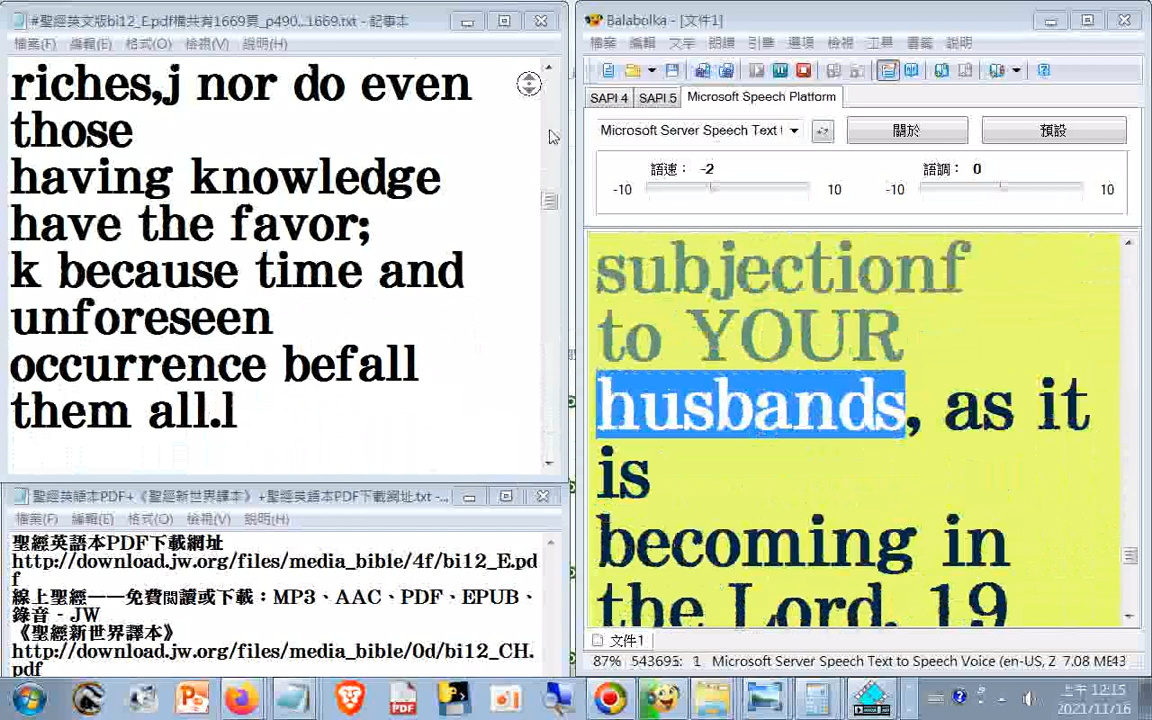 #聖經英文版bi12_E.pdf檔共有1669頁_p490,..1669.txt - 記事本
檔案(F) 編輯(E) 格式(O) 檢視(V) 說明(H)
riches,j nor do even
those
having knowledge
have the favor;
k because time and
unforeseen
occurrence befall
them all.l
聖經英語本PDF+《聖經新世界譯本》+聖經英語本PDF下載網址.txt - ...
檔案(F) 編輯(E) 格式(O) 檢視(V) 說明(H)
聖經英語本PDF下載網址
http://download.jw.org/files/media_bible/4f/bi12_E.pd
f
線上聖經——免費閱讀或下載：MP3、AAC、PDF、EPUB、
錄音 - JW
《聖經新世界譯本》
http://download.jw.org/files/media_bible/0d/bi12_CH.
pdf
Balabolka - [文件1]
檔案 編輯 文字 朗讀 引擎 選項 檢視 工具 書籤 說明
SAPI 4 SAPI 5 Microsoft Speech Platform
Microsoft Server Speech Text 關於 預設
語速： -2 語調： 0
-10 10 -10 10
subjectionf
to YOUR
husbands, as it
is
becoming in
the Lord. 19
文件1
87% 543695: 1 Microsoft Server Speech Text to Speech Voice (en-US, Z 7.08 ME43
上午 12:15
2021/11/16